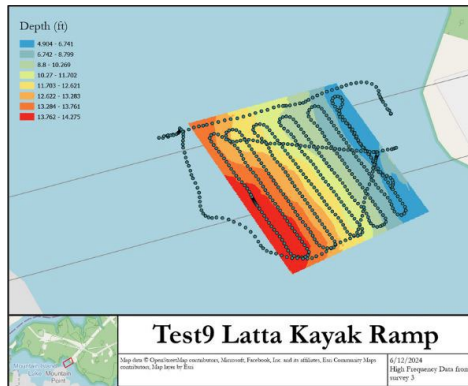 Depth (ft)
4.904 - 6.741
6.742 - 8.799
8.8 - 10.269
10.27 - 11.702
11.703 - 12.621
12.622 - 13.283
13.284 - 13.761
13.762 - 14.275
Test9 Latta Kayak Ramp
Map data © OpenStreetMap contributors, Microsoft, Facebook, Inc. and its affiliates, Esri Community Maps
contributors, Map layer by Esri
6/12/2024
High Frequency Data from
survey 3
Mountain
Point